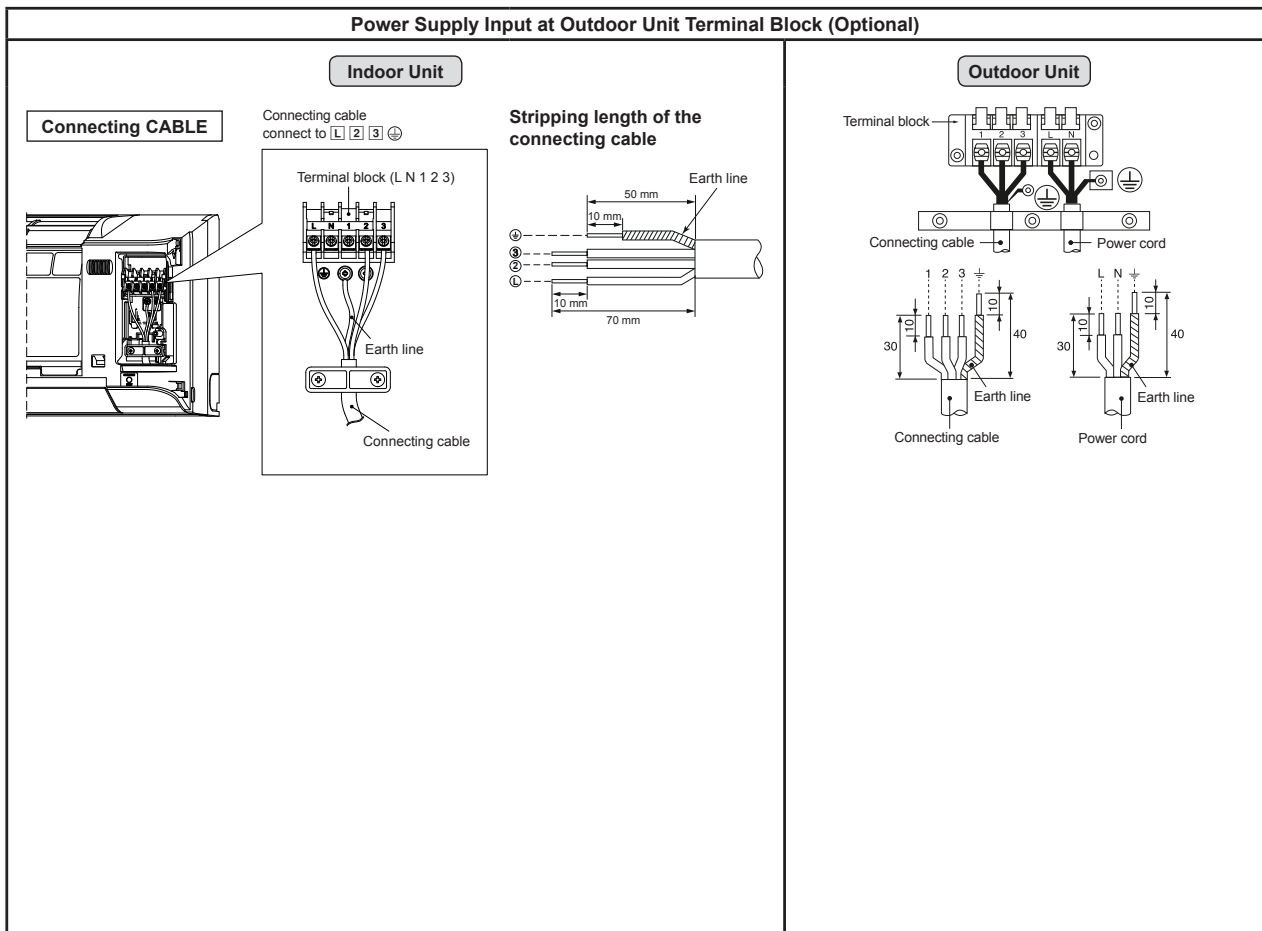 Power Supply Input at Outdoor Unit Terminal Block (Optional)
Indoor Unit
Connecting CABLE
Connecting cable
connect to L 2 3 ⏚
Terminal block (L N 1 2 3)
L N 1 2 3
Earth line
Connecting cable
Stripping length of the
connecting cable
Earth line
50 mm
10 mm
⏚
3
2
L
10 mm
70 mm
Outdoor Unit
Terminal block
1 2 3 L N
Connecting cable
Power cord
1 2 3 ⏚
10
10
30
40
Earth line
Connecting cable
L N ⏚
10
10
30
40
Earth line
Power cord